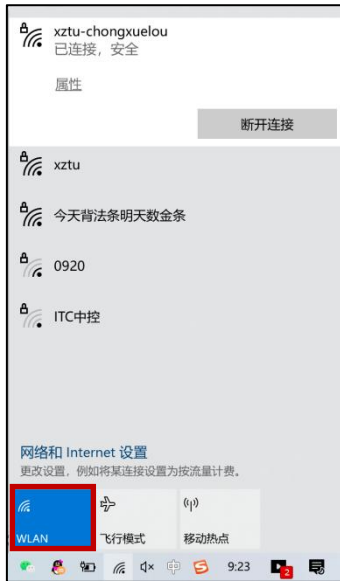 xztu-chongxuelou
已连接，安全
属性
断开连接
xztu
今天背法条明天数金条
0920
ITC中控
网络和 Internet 设置
更改设置，例如将某连接设置为按流量计费。
WLAN
飞行模式
移动热点
中
S
9:23
2